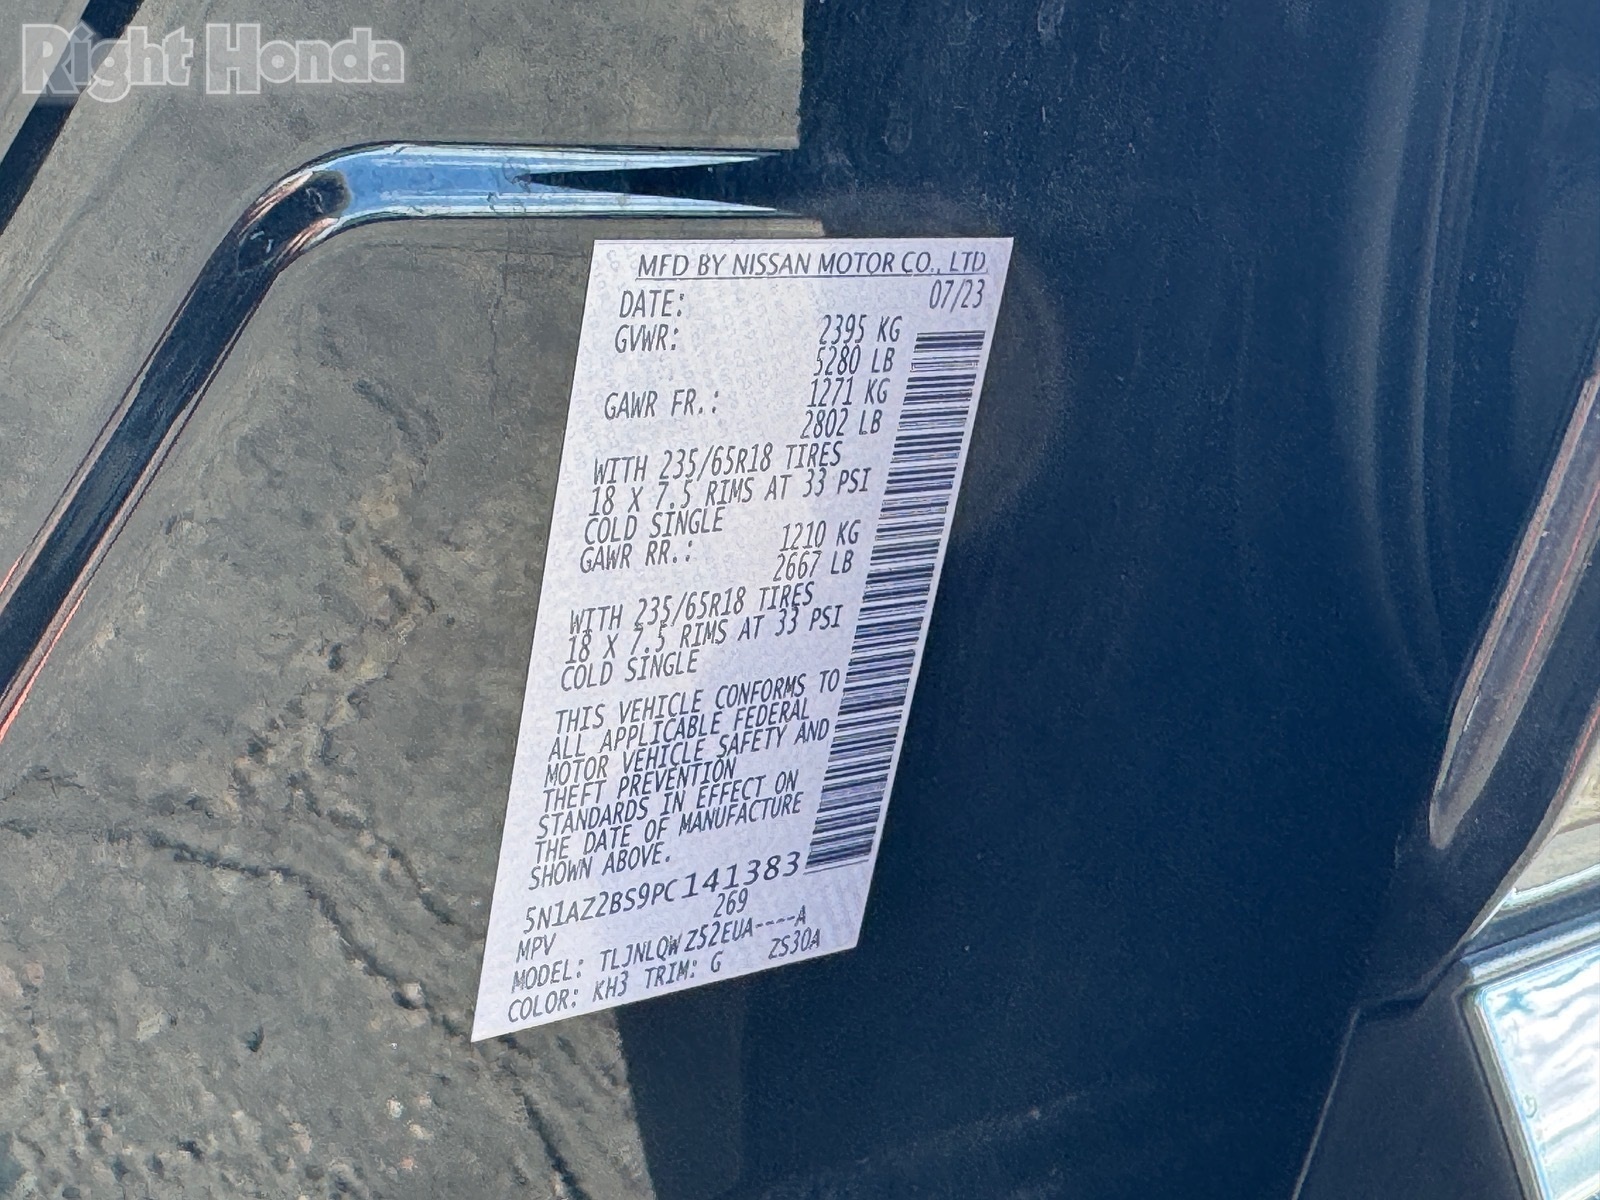 Right Honda
MFD BY NISSAN MOTOR CO., LTD
DATE: 07/23
GVWR: 2395 KG
5280 LB
GAWR FR.: 1271 KG
2802 LB
WITH 235/65R18 TIRES
18 X 7.5 RIMS AT 33 PSI
COLD SINGLE
GAWR RR.: 1210 KG
2667 LB
WITH 235/65R18 TIRES
18 X 7.5 RIMS AT 33 PSI
COLD SINGLE
THIS VEHICLE CONFORMS TO
ALL APPLICABLE FEDERAL
MOTOR VEHICLE SAFETY AND
THEFT PREVENTION
STANDARDS IN EFFECT ON
THE DATE OF MANUFACTURE
SHOWN ABOVE.
5N1AZ2BS9PC141383
MPV 269
MODEL: TLJNLQWZS2EUA----A
COLOR: KH3 TRIM: G ZS30A